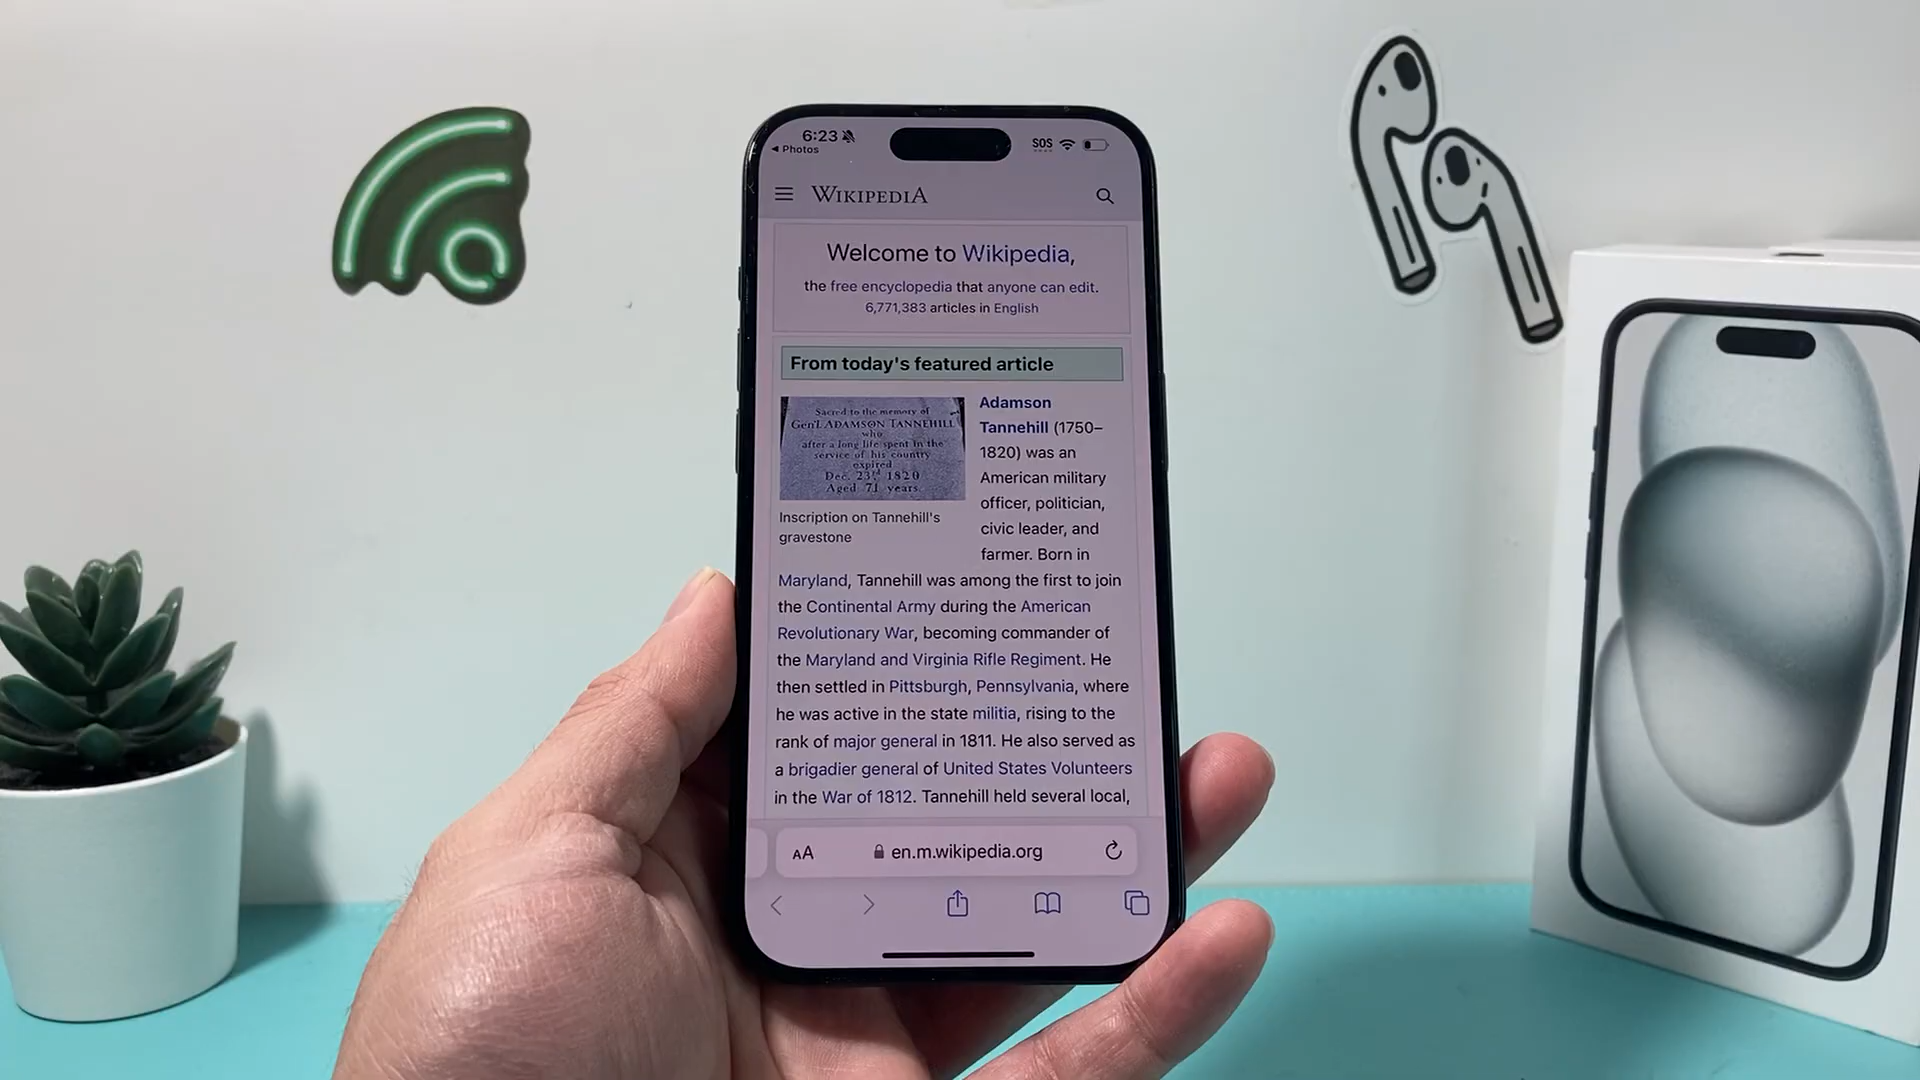 6:23
Photos
SOS
WIKIPEDIA
Welcome to Wikipedia,
the free encyclopedia that anyone can edit.
6,771,383 articles in English
From today's featured article
Sacred to the memory of
Gen'l ADAMSON TANNEHILL
who
after a long life spent in the
service of his country
expired
Dec. 23rd 1820
Aged 71 years.
Inscription on Tannehill's
gravestone
Adamson
Tannehill (1750–
1820) was an
American military
officer, politician,
civic leader, and
farmer. Born in
Maryland, Tannehill was among the first to join
the Continental Army during the American
Revolutionary War, becoming commander of
the Maryland and Virginia Rifle Regiment. He
then settled in Pittsburgh, Pennsylvania, where
he was active in the state militia, rising to the
rank of major general in 1811. He also served as
a brigadier general of United States Volunteers
in the War of 1812. Tannehill held several local,
AA en.m.wikipedia.org